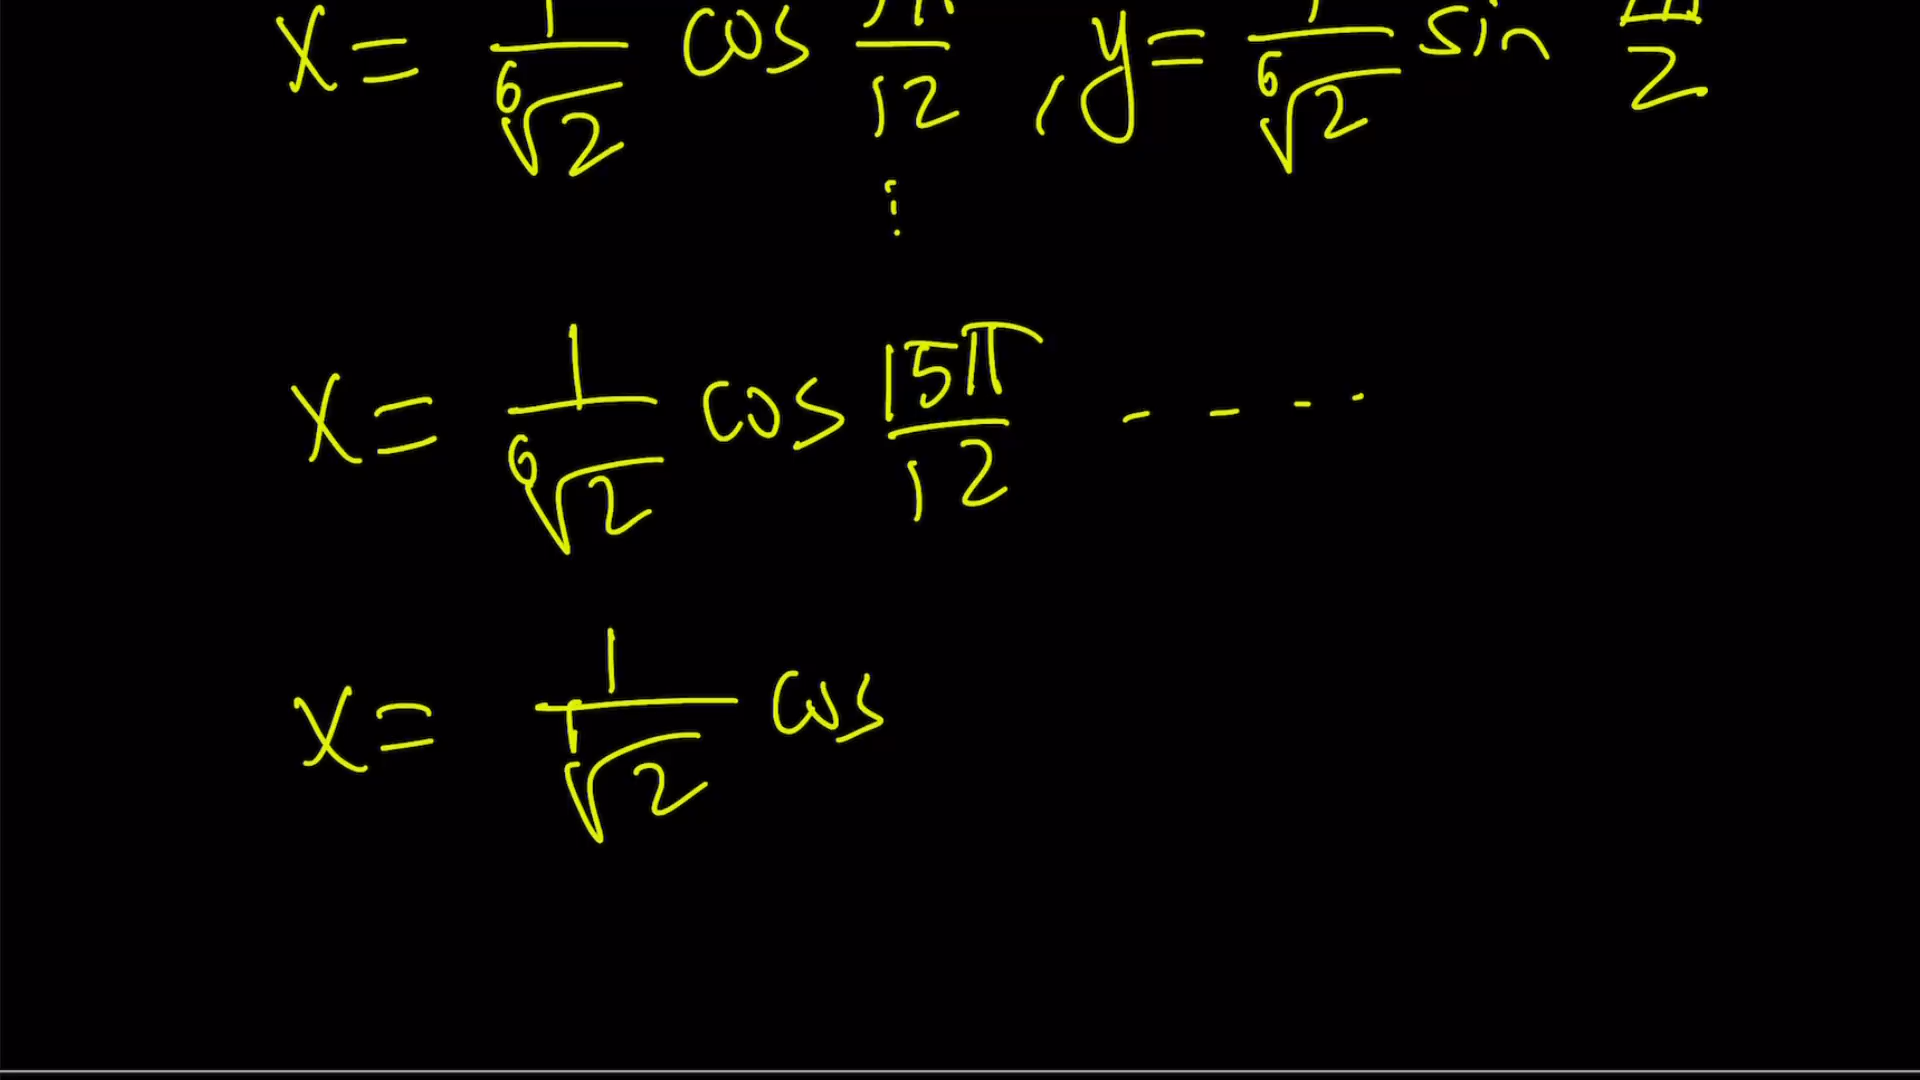 x = 1/⁶√2 cos π/12 , y = 1/⁶√2 sin π/2
⋮
x = 1/⁶√2 cos 15π/12 - - - -
x = 1/√2 cos